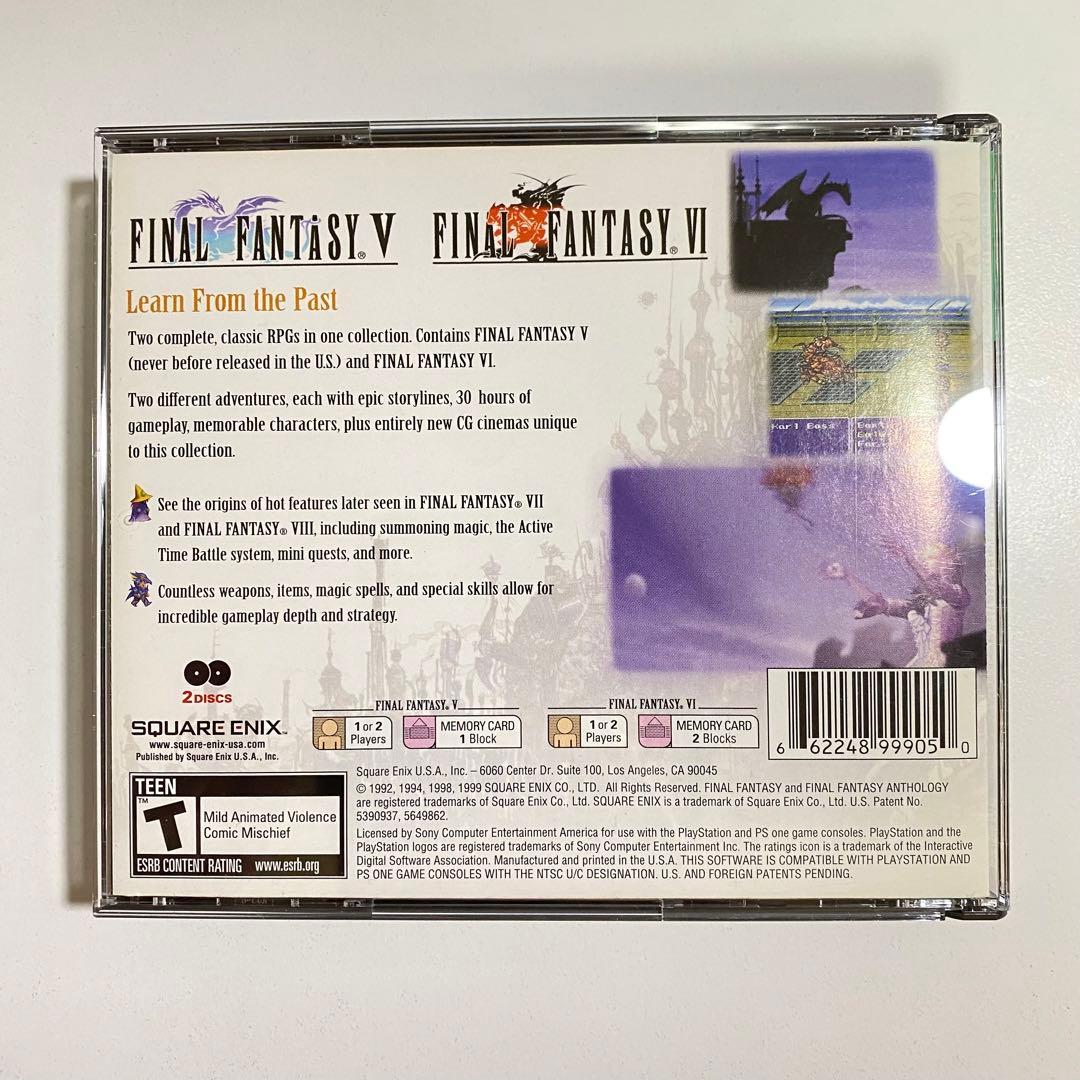 FINAL FANTASY® V
FINAL FANTASY® VI
Learn From the Past
Two complete, classic RPGs in one collection. Contains FINAL FANTASY V
(never before released in the U.S.) and FINAL FANTASY VI.
Two different adventures, each with epic storylines, 30 hours of
gameplay, memorable characters, plus entirely new CG cinemas unique
to this collection.
See the origins of hot features later seen in FINAL FANTASY® VII
and FINAL FANTASY® VIII, including summoning magic, the Active
Time Battle system, mini quests, and more.
Countless weapons, items, magic spells, and special skills allow for
incredible gameplay depth and strategy.
Karl Boss
2 DISCS
SQUARE ENIX™
www.square-enix-usa.com
Published by Square Enix U.S.A., Inc.
FINAL FANTASY® V
1 or 2
Players
MEMORY CARD
1 Block
FINAL FANTASY® VI
1 or 2
Players
MEMORY CARD
2 Blocks
6 62248 99905 0
TEEN
T™
Mild Animated Violence
Comic Mischief
ESRB CONTENT RATING www.esrb.org
Square Enix U.S.A., Inc. – 6060 Center Dr. Suite 100, Los Angeles, CA 90045
© 1992, 1994, 1998, 1999 SQUARE ENIX CO., LTD. All Rights Reserved. FINAL FANTASY and FINAL FANTASY ANTHOLOGY
are registered trademarks of Square Enix Co., Ltd. SQUARE ENIX is a trademark of Square Enix Co., Ltd. U.S. Patent No.
5390937, 5649862.
Licensed by Sony Computer Entertainment America for use with the PlayStation and PS one game consoles. PlayStation and the
PlayStation logos are registered trademarks of Sony Computer Entertainment Inc. The ratings icon is a trademark of the Interactive
Digital Software Association. Manufactured and printed in the U.S.A. THIS SOFTWARE IS COMPATIBLE WITH PLAYSTATION AND
PS ONE GAME CONSOLES WITH THE NTSC U/C DESIGNATION. U.S. AND FOREIGN PATENTS PENDING.